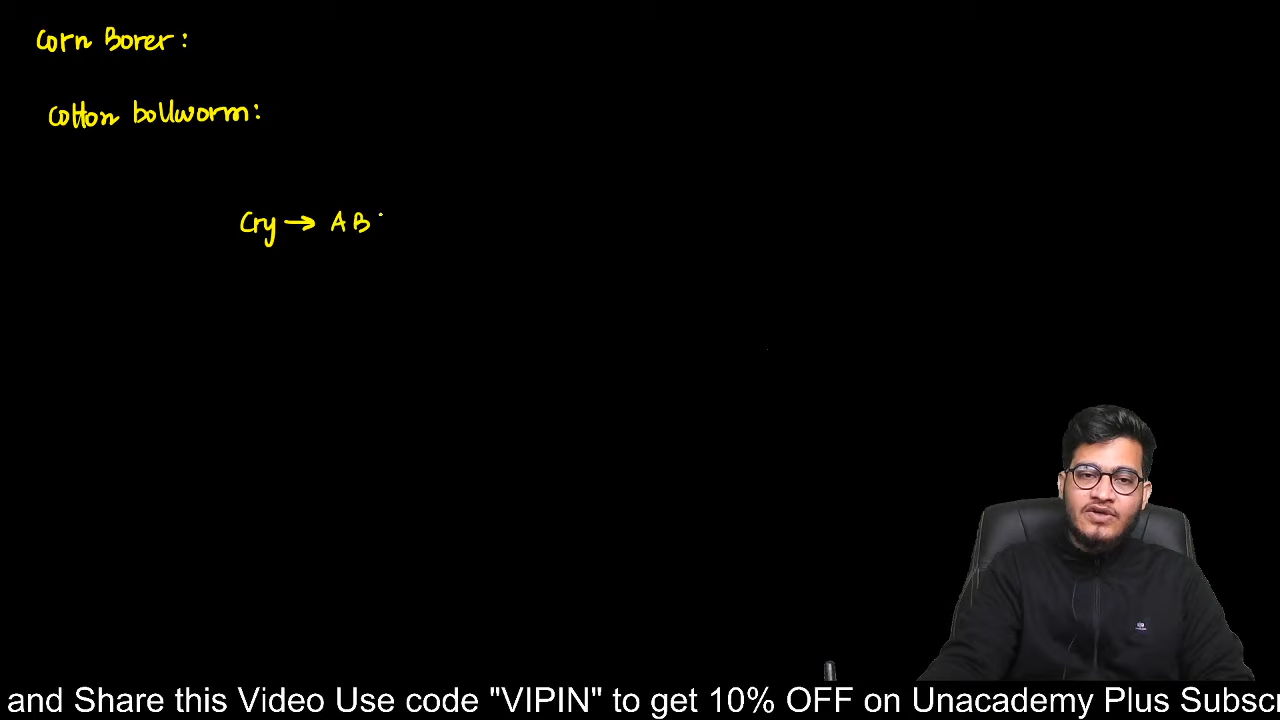 Corn Borer :
Cotton bollworm :
Cry → A B
and Share this Video Use code "VIPIN" to get 10% OFF on Unacademy Plus Subsc